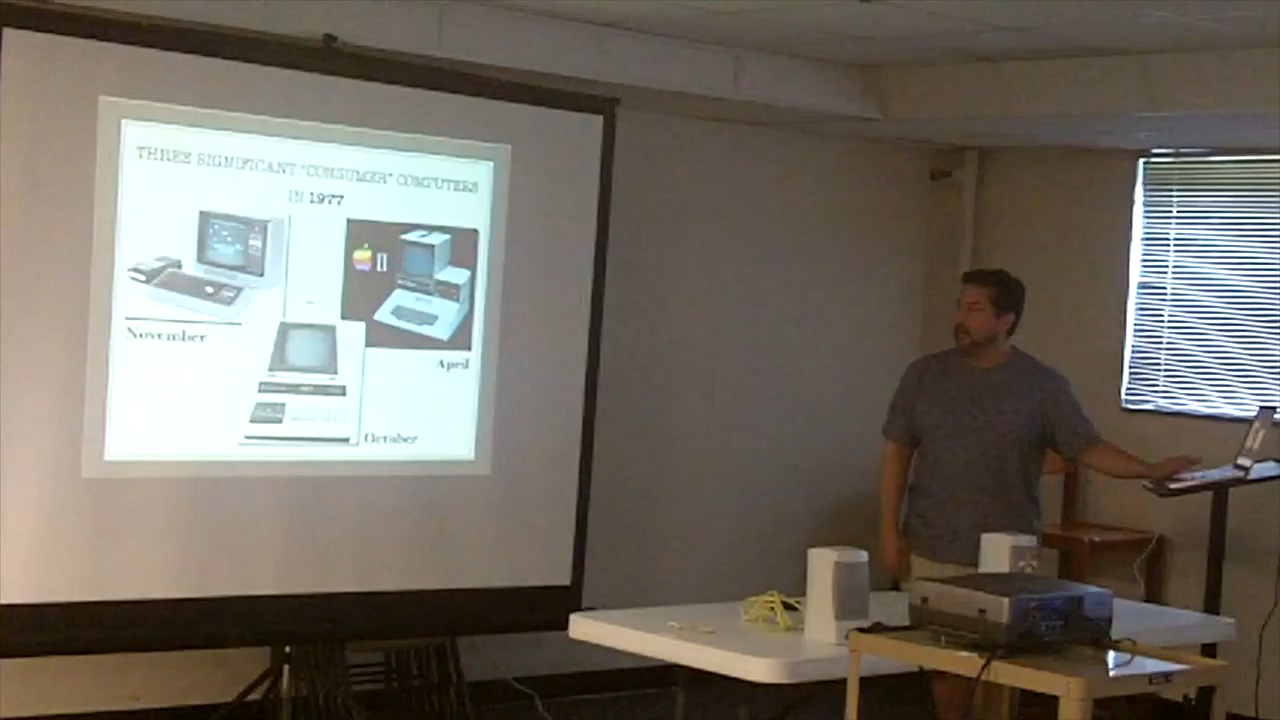 THREE SIGNIFICANT "CONSUMER" COMPUTERS
IN 1977
][
November
April
October